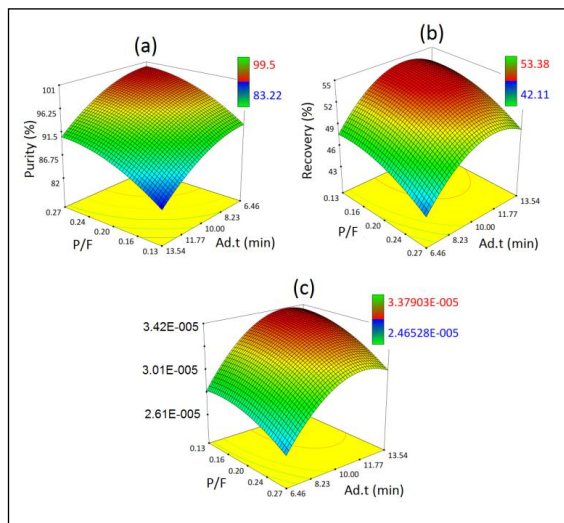 (a)
99.5
83.22
101
96.25
91.5
86.75
82
Purity (%)
0.27
0.24
0.20
0.16
0.13
P/F
13.54
11.77
10.00
8.23
6.46
Ad.t (min)
(b)
53.38
42.11
55
52
49
46
43
Recovery (%)
0.13
0.16
0.20
0.24
0.27
P/F
6.46
8.23
10.00
11.77
13.54
Ad.t (min)
(c)
3.37903E-005
2.46528E-005
3.42E-005
3.01E-005
2.61E-005
0.13
0.16
0.20
0.24
0.27
P/F
6.46
8.23
10.00
11.77
13.54
Ad.t (min)